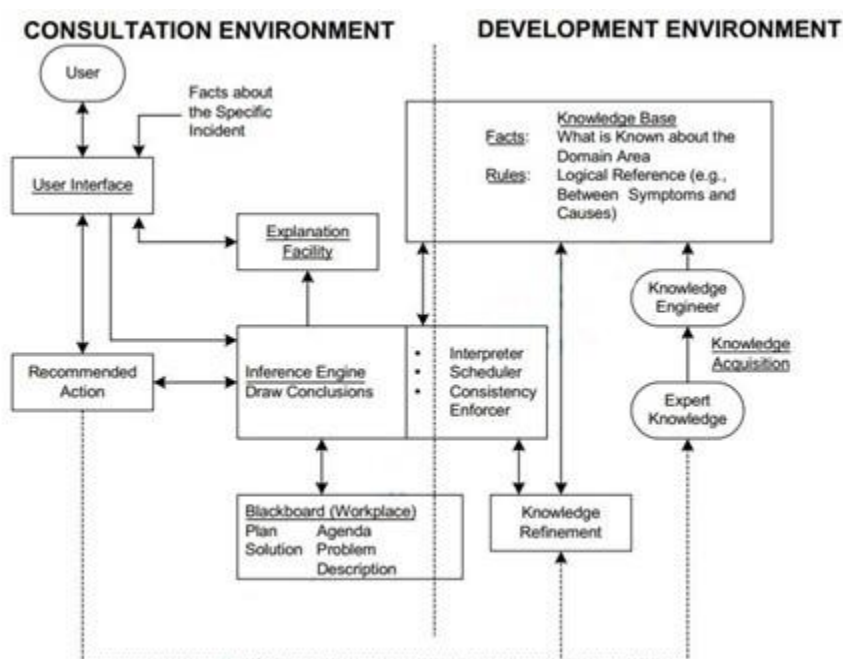 CONSULTATION ENVIRONMENT
DEVELOPMENT ENVIRONMENT
User
Facts about
the Specific
Incident
User Interface
Explanation
Facility
Knowledge Base
Facts: What is Known about the
Domain Area
Rules: Logical Reference (e.g.,
Between Symptoms and
Causes)
Knowledge
Engineer
Knowledge
Acquisition
Expert
Knowledge
Recommended
Action
Inference Engine
Draw Conclusions
• Interpreter
• Scheduler
• Consistency
Enforcer
Blackboard (Workplace)
Plan Agenda
Solution Problem
Description
Knowledge
Refinement